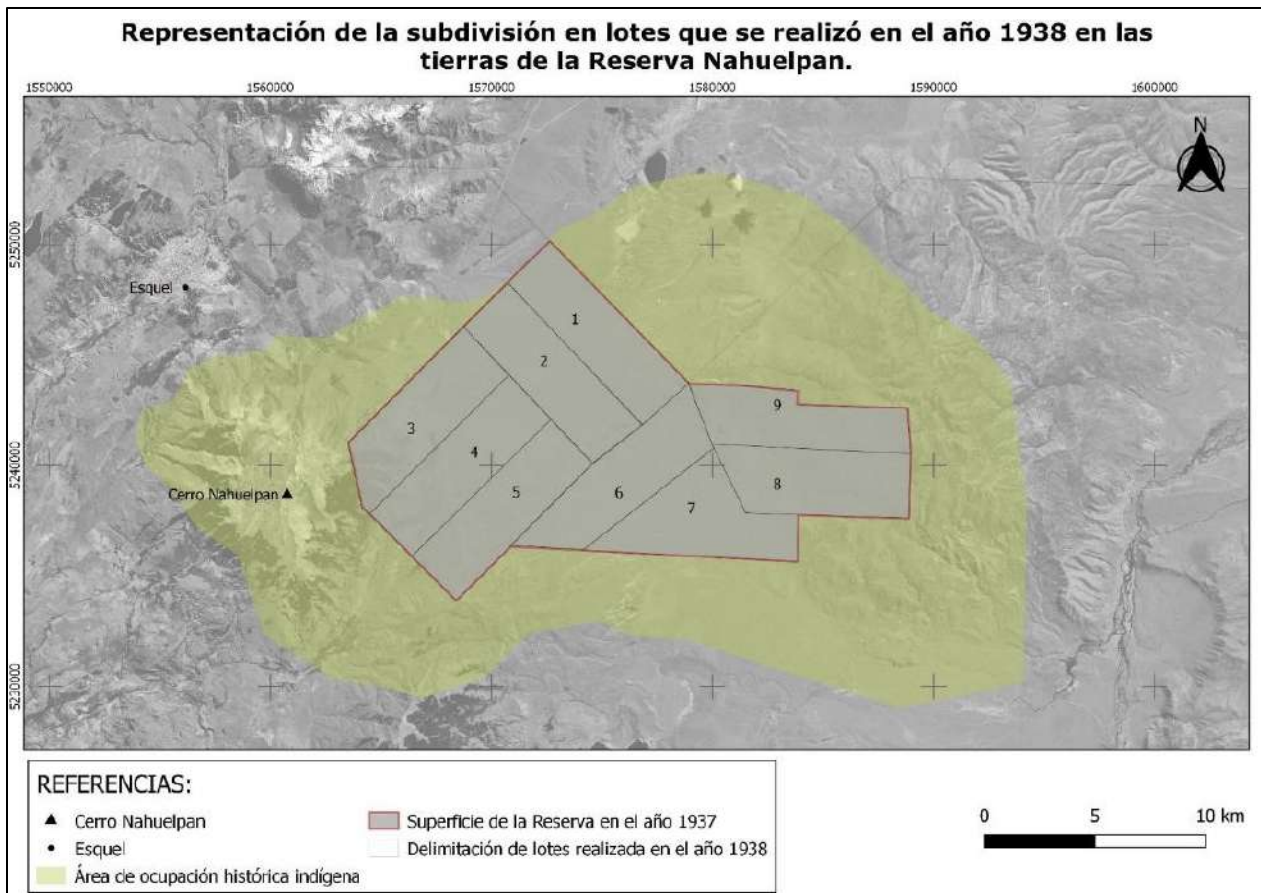 Representación de la subdivisión en lotes que se realizó en el año 1938 en las
tierras de la Reserva Nahuelpan.
1550000
1560000
1570000
1580000
1590000
1600000
N
5250000
Esquel
1
2
9
3
5240000
4
Cerro Nahuelpan
5
6
8
7
5230000
REFERENCIAS:
Cerro Nahuelpan
Superficie de la Reserva en el año 1937
Esquel
Delimitación de lotes realizada en el año 1938
Área de ocupación histórica indígena
0 5 10 km